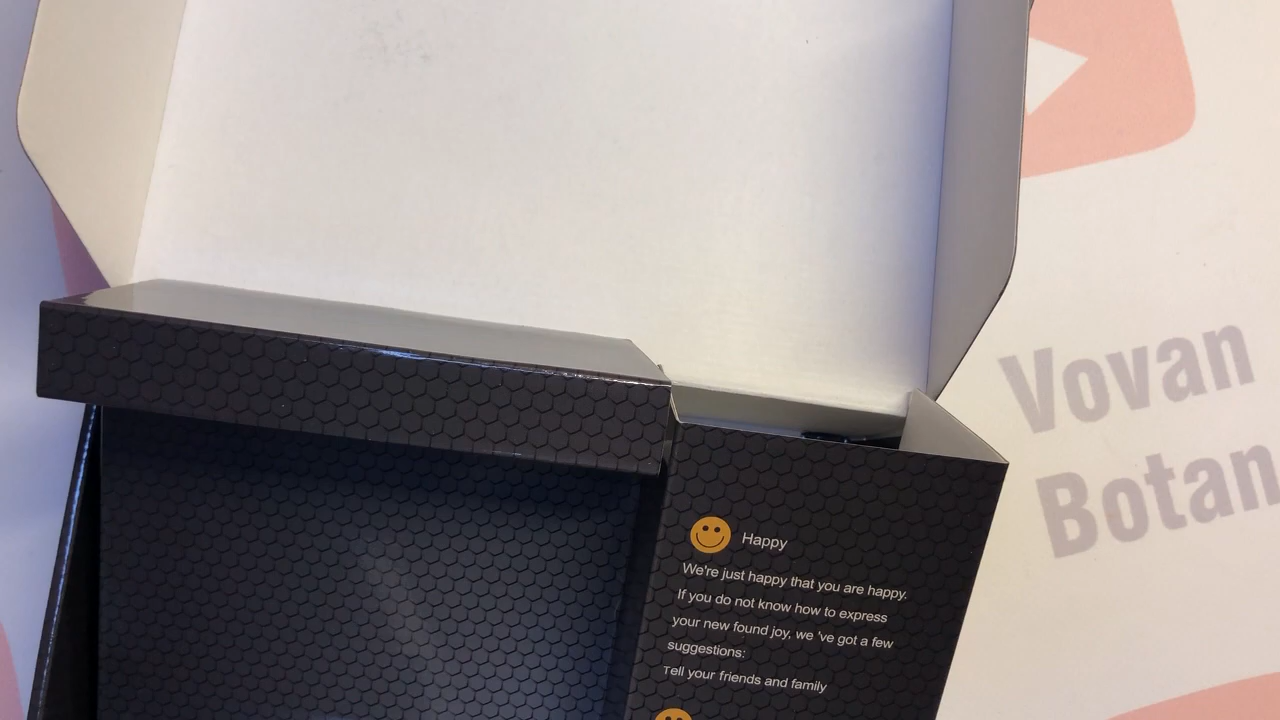 Vovan
Botan
Happy
We're just happy that you are happy.
If you do not know how to express
your new found joy, we 've got a few
suggestions:
Tell your friends and family